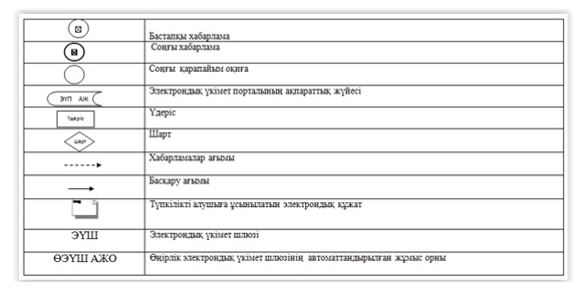 Бастапқы хабарлама
Соңғы хабарлама
Соңғы қарапайым оқиға
ЭҮП АЖ Электрондық үкімет порталының ақпараттық жүйесі
Үдеріс Үдеріс
Шарт Шарт
Хабарламалар ағымы
Басқару ағымы
Түпкілікті алушыға ұсынылатын электрондық құжат
ЭҮШ Электрондық үкімет шлюзі
ӨЭҮШ АЖО Өңірлік электрондық үкімет шлюзінің автоматтандырылған жұмыс орны